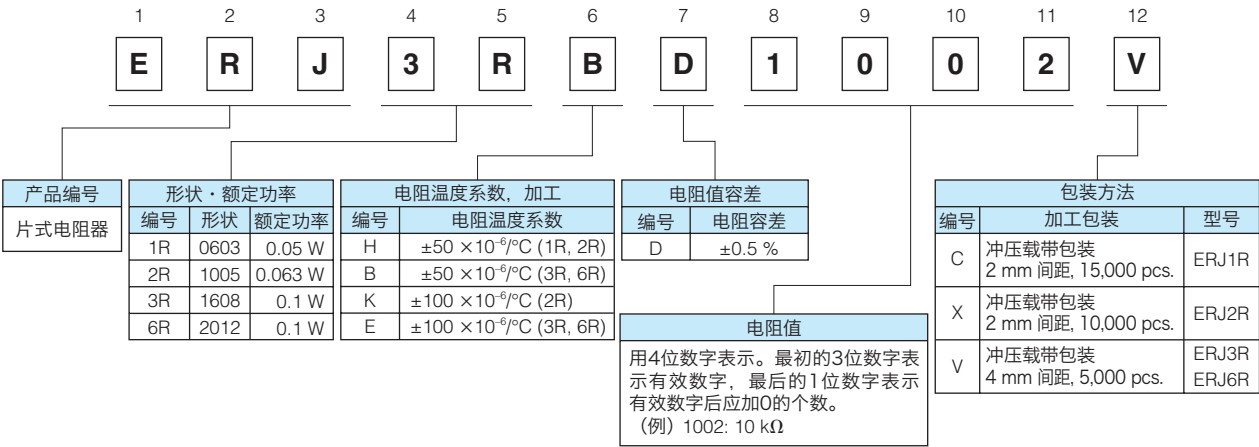 1 2 3 4 5 6 7 8 9 10 11 12
E R J 3 R B D 1 0 0 2 V
产品编号
片式电阻器
形状・额定功率
编号 形状 额定功率
1R 0603 0.05 W
2R 1005 0.063 W
3R 1608 0.1 W
6R 2012 0.1 W
电阻温度系数，加工
编号 电阻温度系数
H ±50 ×10⁻⁶/°C (1R, 2R)
B ±50 ×10⁻⁶/°C (3R, 6R)
K ±100 ×10⁻⁶/°C (2R)
E ±100 ×10⁻⁶/°C (3R, 6R)
电阻值容差
编号 电阻容差
D ±0.5 %
电阻值
用4位数字表示。最初的3位数字表
示有效数字，最后的1位数字表示
有效数字后应加0的个数。
（例）1002: 10 kΩ
包装方法
编号 加工包装 型号
C 冲压载带包装 ERJ1R
2 mm 间距, 15,000 pcs.
X 冲压载带包装 ERJ2R
2 mm 间距, 10,000 pcs.
V 冲压载带包装 ERJ3R
4 mm 间距, 5,000 pcs. ERJ6R